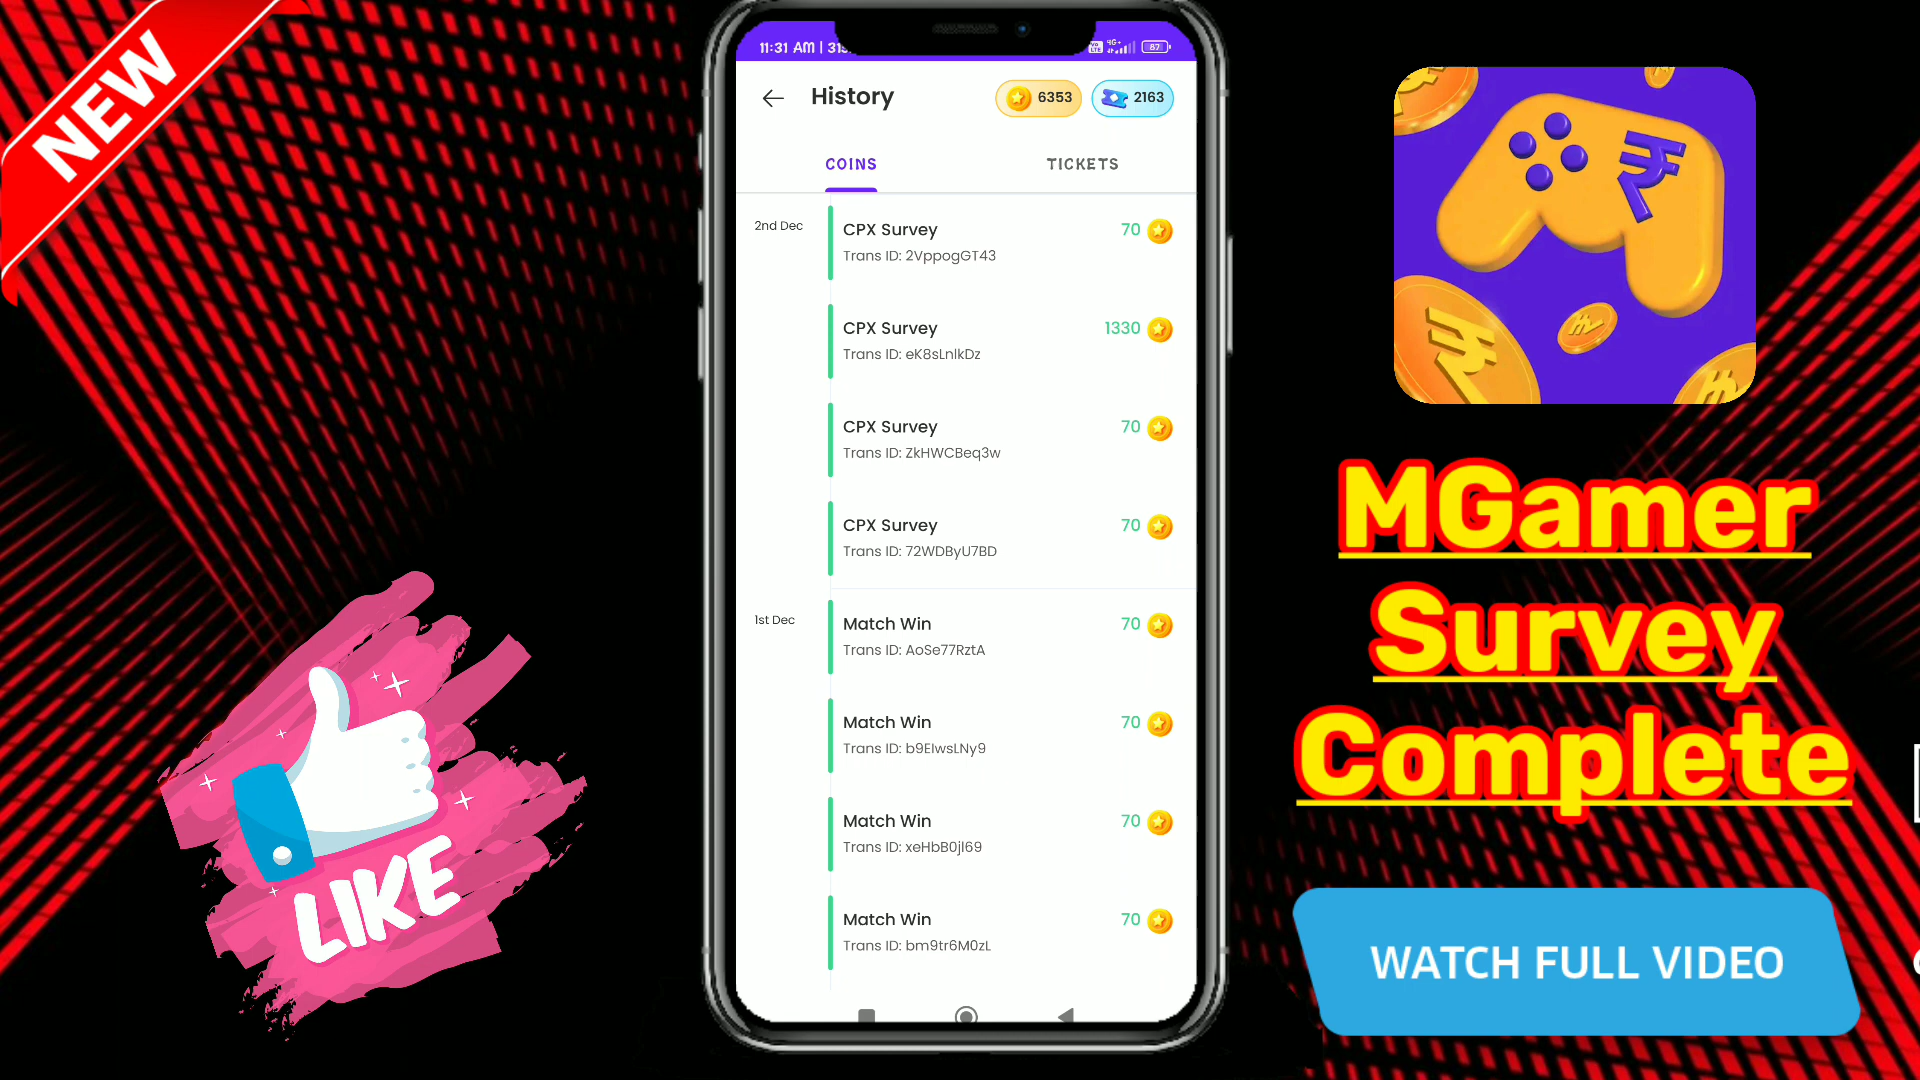 NEW
11:31 AM | 31
4G+
87
History
6353
2163
COINS
TICKETS
2nd Dec
CPX Survey
70
Trans ID: 2VppogGT43
CPX Survey
1330
Trans ID: eK8sLnlkDz
CPX Survey
70
Trans ID: ZkHWCBeq3w
CPX Survey
70
Trans ID: 72WDByU7BD
1st Dec
Match Win
70
Trans ID: AoSe77RztA
Match Win
70
Trans ID: b9EIwsLNy9
Match Win
70
Trans ID: xeHbB0jl69
Match Win
70
Trans ID: bm9tr6M0zL
LIKE
₹
MGamer
Survey
Complete
WATCH FULL VIDEO